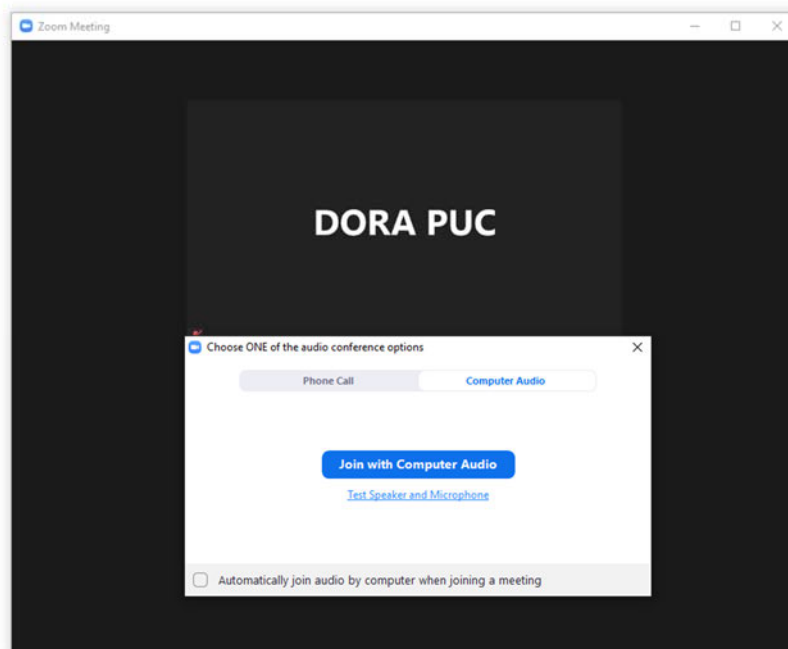 Zoom Meeting
DORA PUC
Choose ONE of the audio conference options
Phone Call
Computer Audio
Join with Computer Audio
Test Speaker and Microphone
Automatically join audio by computer when joining a meeting